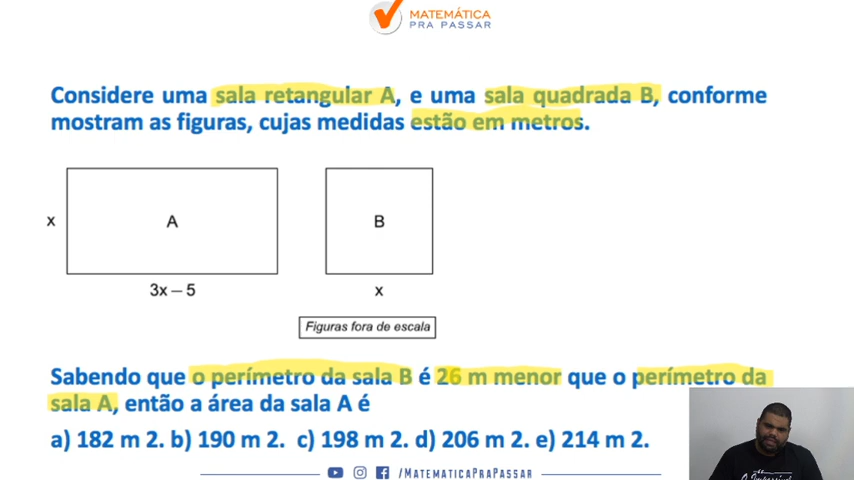 MATEMÁTICA
PRA PASSAR
Considere uma sala retangular A, e uma sala quadrada B, conforme
mostram as figuras, cujas medidas estão em metros.
x
A
B
3x – 5
x
Figuras fora de escala
Sabendo que o perímetro da sala B é 26 m menor que o perímetro da
sala A, então a área da sala A é
a) 182 m 2. b) 190 m 2. c) 198 m 2. d) 206 m 2. e) 214 m 2.
/MATEMATICAPRAPASSAR